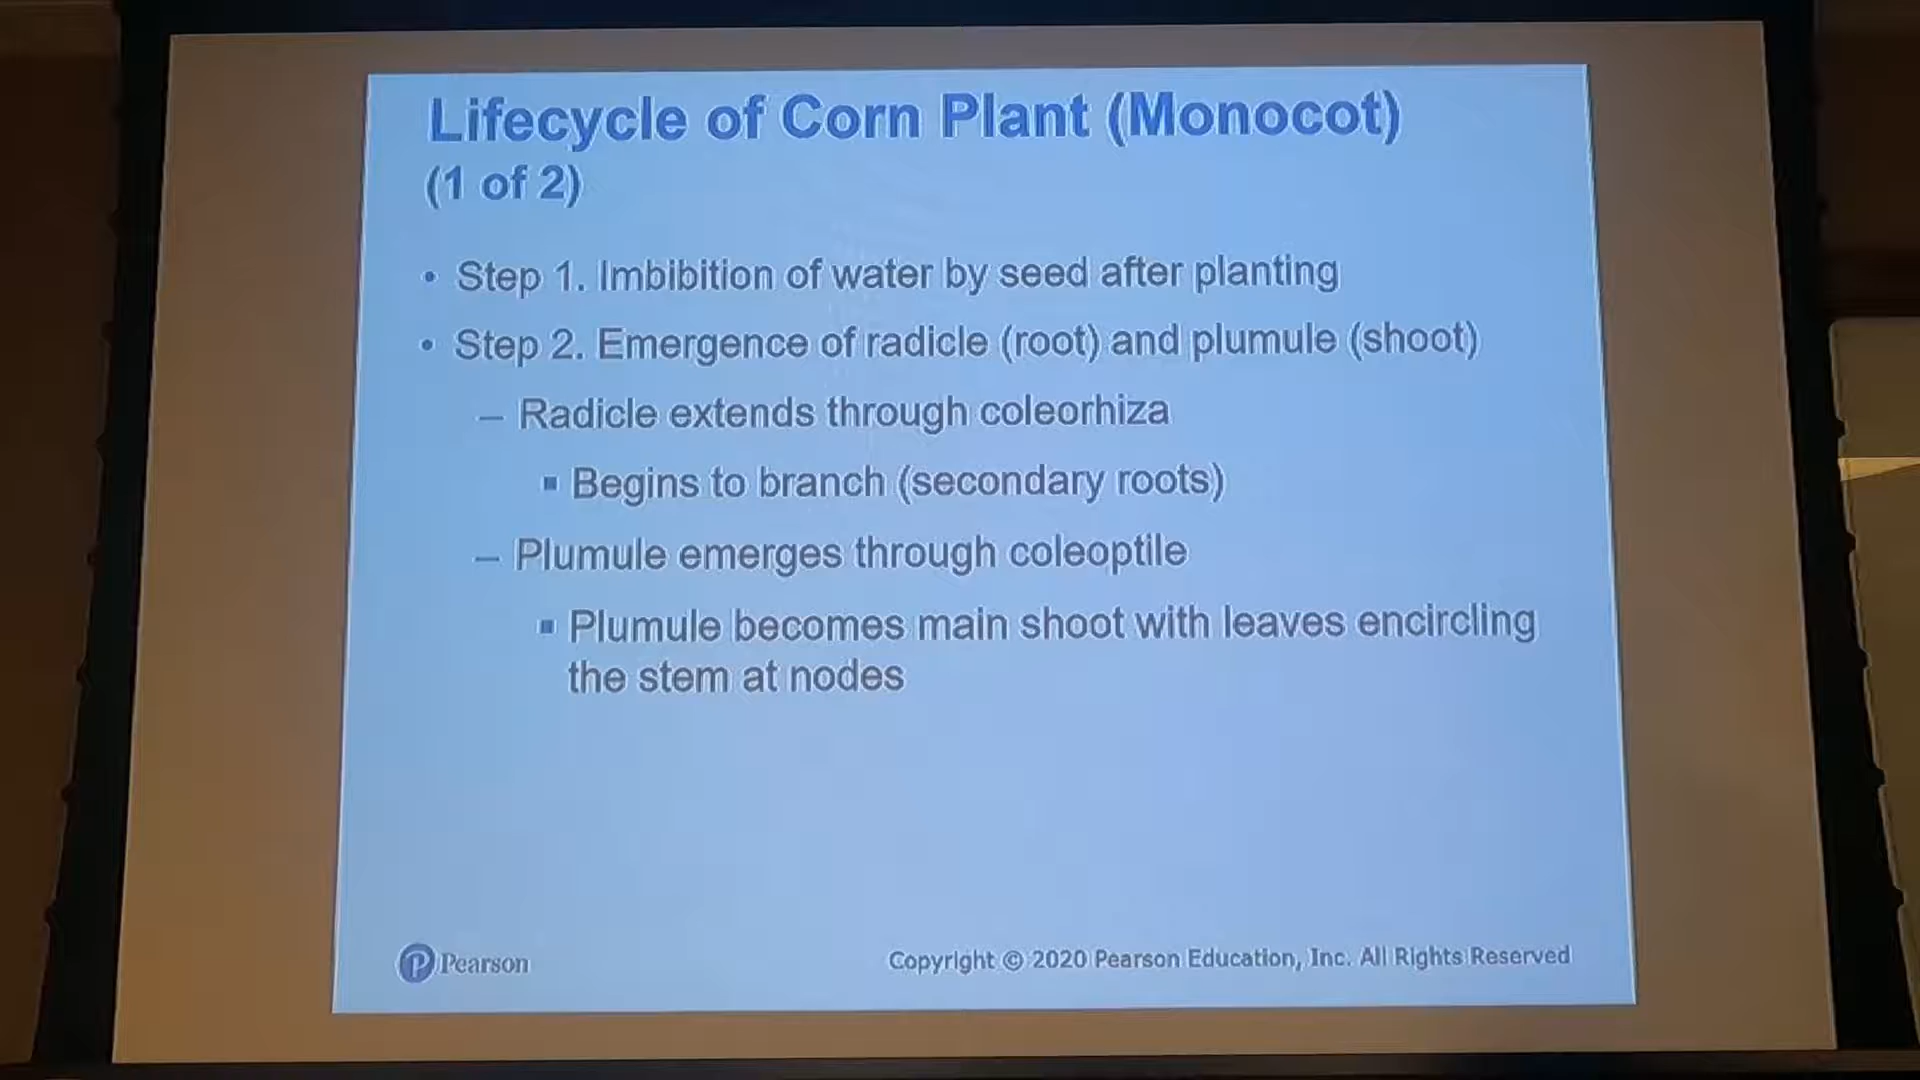 Lifecycle of Corn Plant (Monocot)
(1 of 2)
• Step 1. Imbibition of water by seed after planting
• Step 2. Emergence of radicle (root) and plumule (shoot)
– Radicle extends through coleorhiza
▪ Begins to branch (secondary roots)
– Plumule emerges through coleoptile
▪ Plumule becomes main shoot with leaves encircling
the stem at nodes
P Pearson
Copyright © 2020 Pearson Education, Inc. All Rights Reserved